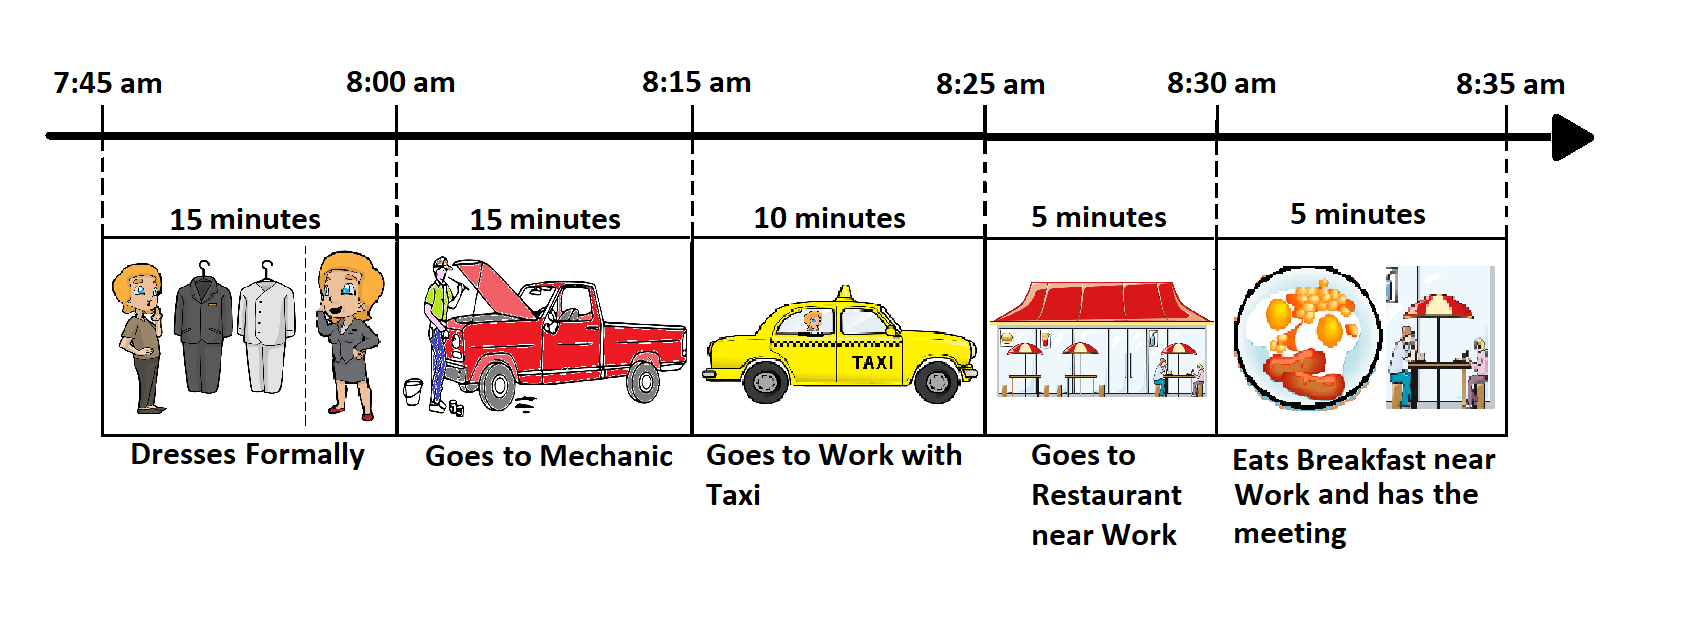 7:45 am 8:00 am 8:15 am 8:25 am 8:30 am 8:35 am
15 minutes 15 minutes 10 minutes 5 minutes 5 minutes
TAXI
Dresses Formally
Goes to Mechanic
Goes to Work with
Taxi
Goes to
Restaurant
near Work
Eats Breakfast near
Work and has the
meeting